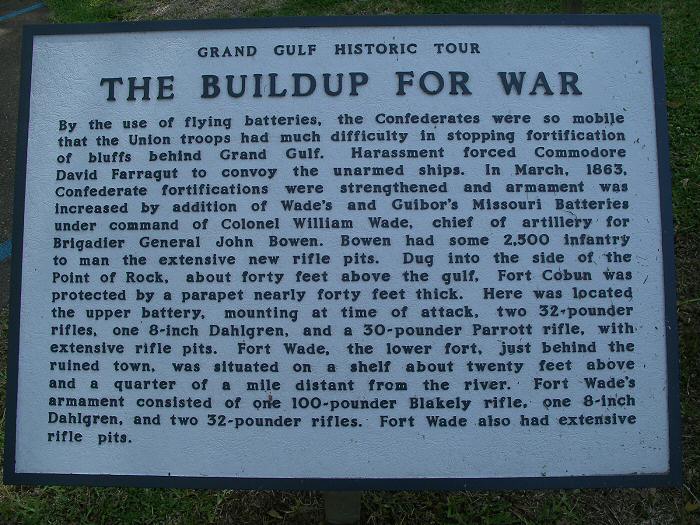 GRAND GULF HISTORIC TOUR
THE BUILDUP FOR WAR
By the use of flying batteries, the Confederates were so mobile
that the Union troops had much difficulty in stopping fortification
of bluffs behind Grand Gulf. Harassment forced Commodore
David Farragut to convoy the unarmed ships. In March, 1863,
Confederate fortifications were strengthened and armament was
increased by addition of Wade's and Guibor's Missouri Batteries
under command of Colonel William Wade, chief of artillery for
Brigadier General John Bowen. Bowen had some 2,500 infantry
to man the extensive new rifle pits. Dug into the side of the
Point of Rock, about forty feet above the gulf, Fort Cobun was
protected by a parapet nearly forty feet thick. Here was located
the upper battery, mounting at time of attack, two 32-pounder
rifles, one 8-inch Dahlgren, and a 30-pounder Parrott rifle, with
extensive rifle pits. Fort Wade, the lower fort, just behind the
ruined town, was situated on a shelf about twenty feet above
and a quarter of a mile distant from the river. Fort Wade's
armament consisted of one 100-pounder Blakely rifle, one 8-inch
Dahlgren, and two 32-pounder rifles. Fort Wade also had extensive
rifle pits.